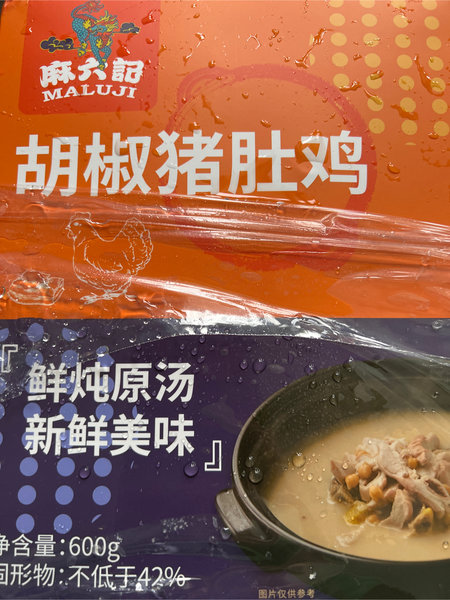 麻六記
MALUJI
胡椒猪肚鸡
『鲜炖原汤
新鲜美味』
净含量:600g
固形物:不低于42%
图片仅供参考